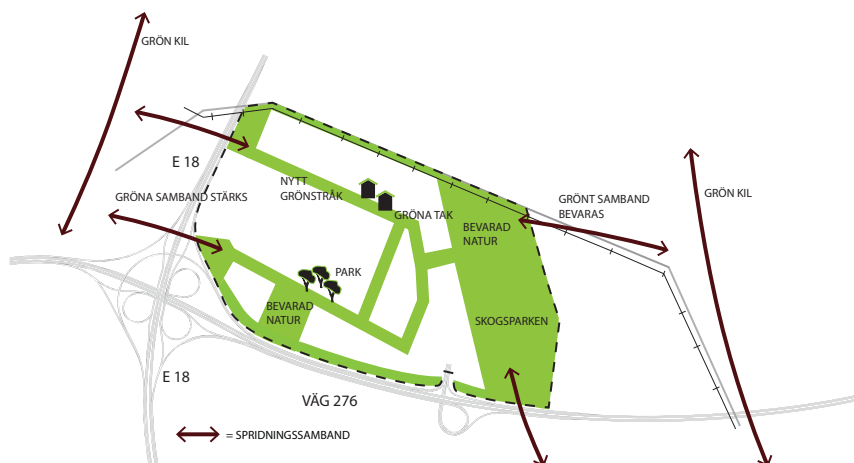 GRÖN KIL
E 18
NYTT
GRÖNSTRÅK
GRÖNA SAMBAND STÄRKS
GRÖNA TAK
BEVARAD
NATUR
GRÖNT SAMBAND
BEVARAS
GRÖN KIL
PARK
BEVARAD
NATUR
SKOGSPARKEN
E 18
VÄG 276
= SPRIDNINGSSAMBAND